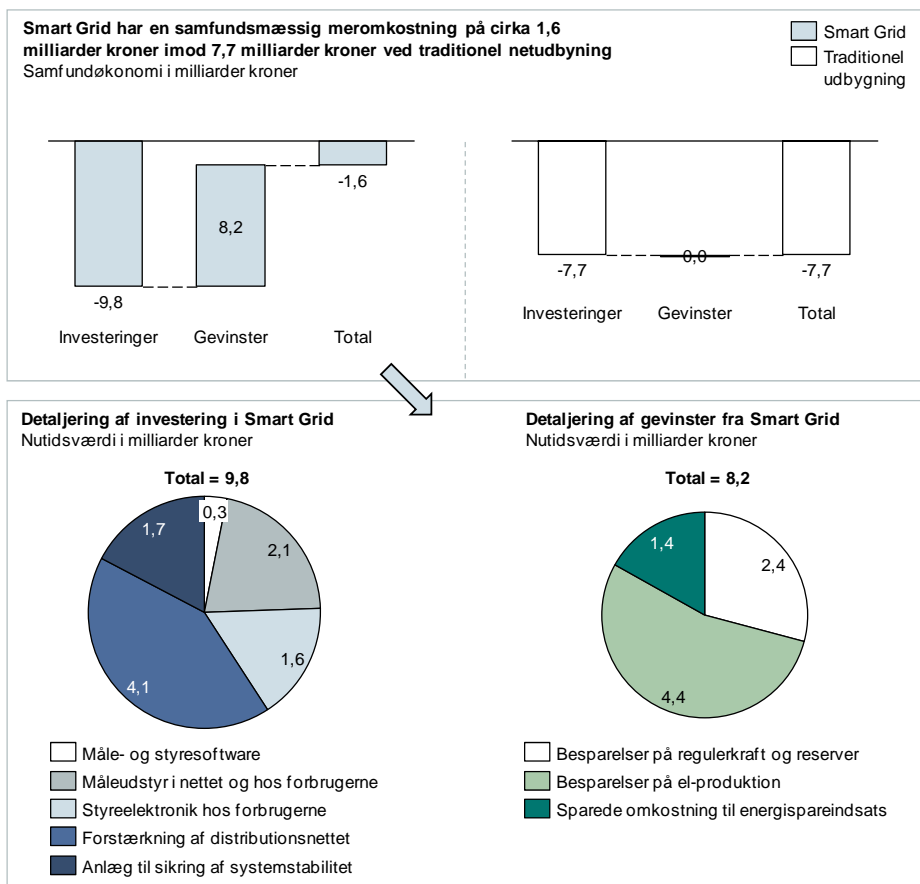 Smart Grid har en samfundsmæssig meromkostning på cirka 1,6
milliarder kroner imod 7,7 milliarder kroner ved traditionel netudbyning
Samfundøkonomi i milliarder kroner
Smart Grid
Traditionel
udbygning
-9,8
8,2
-1,6
Investeringer
Gevinster
Total
-7,7
0,0
-7,7
Investeringer
Gevinster
Total
Detaljering af investering i Smart Grid
Nutidsværdi i milliarder kroner
Total = 9,8
0,3
2,1
1,6
4,1
1,7
Måle- og styresoftware
Måleudstyr i nettet og hos forbrugerne
Styreelektronik hos forbrugerne
Forstærkning af distributionsnettet
Anlæg til sikring af systemstabilitet
Detaljering af gevinster fra Smart Grid
Nutidsværdi i milliarder kroner
Total = 8,2
2,4
4,4
1,4
Besparelser på regulerkraft og reserver
Besparelser på el-produktion
Sparede omkostning til energispareindsats